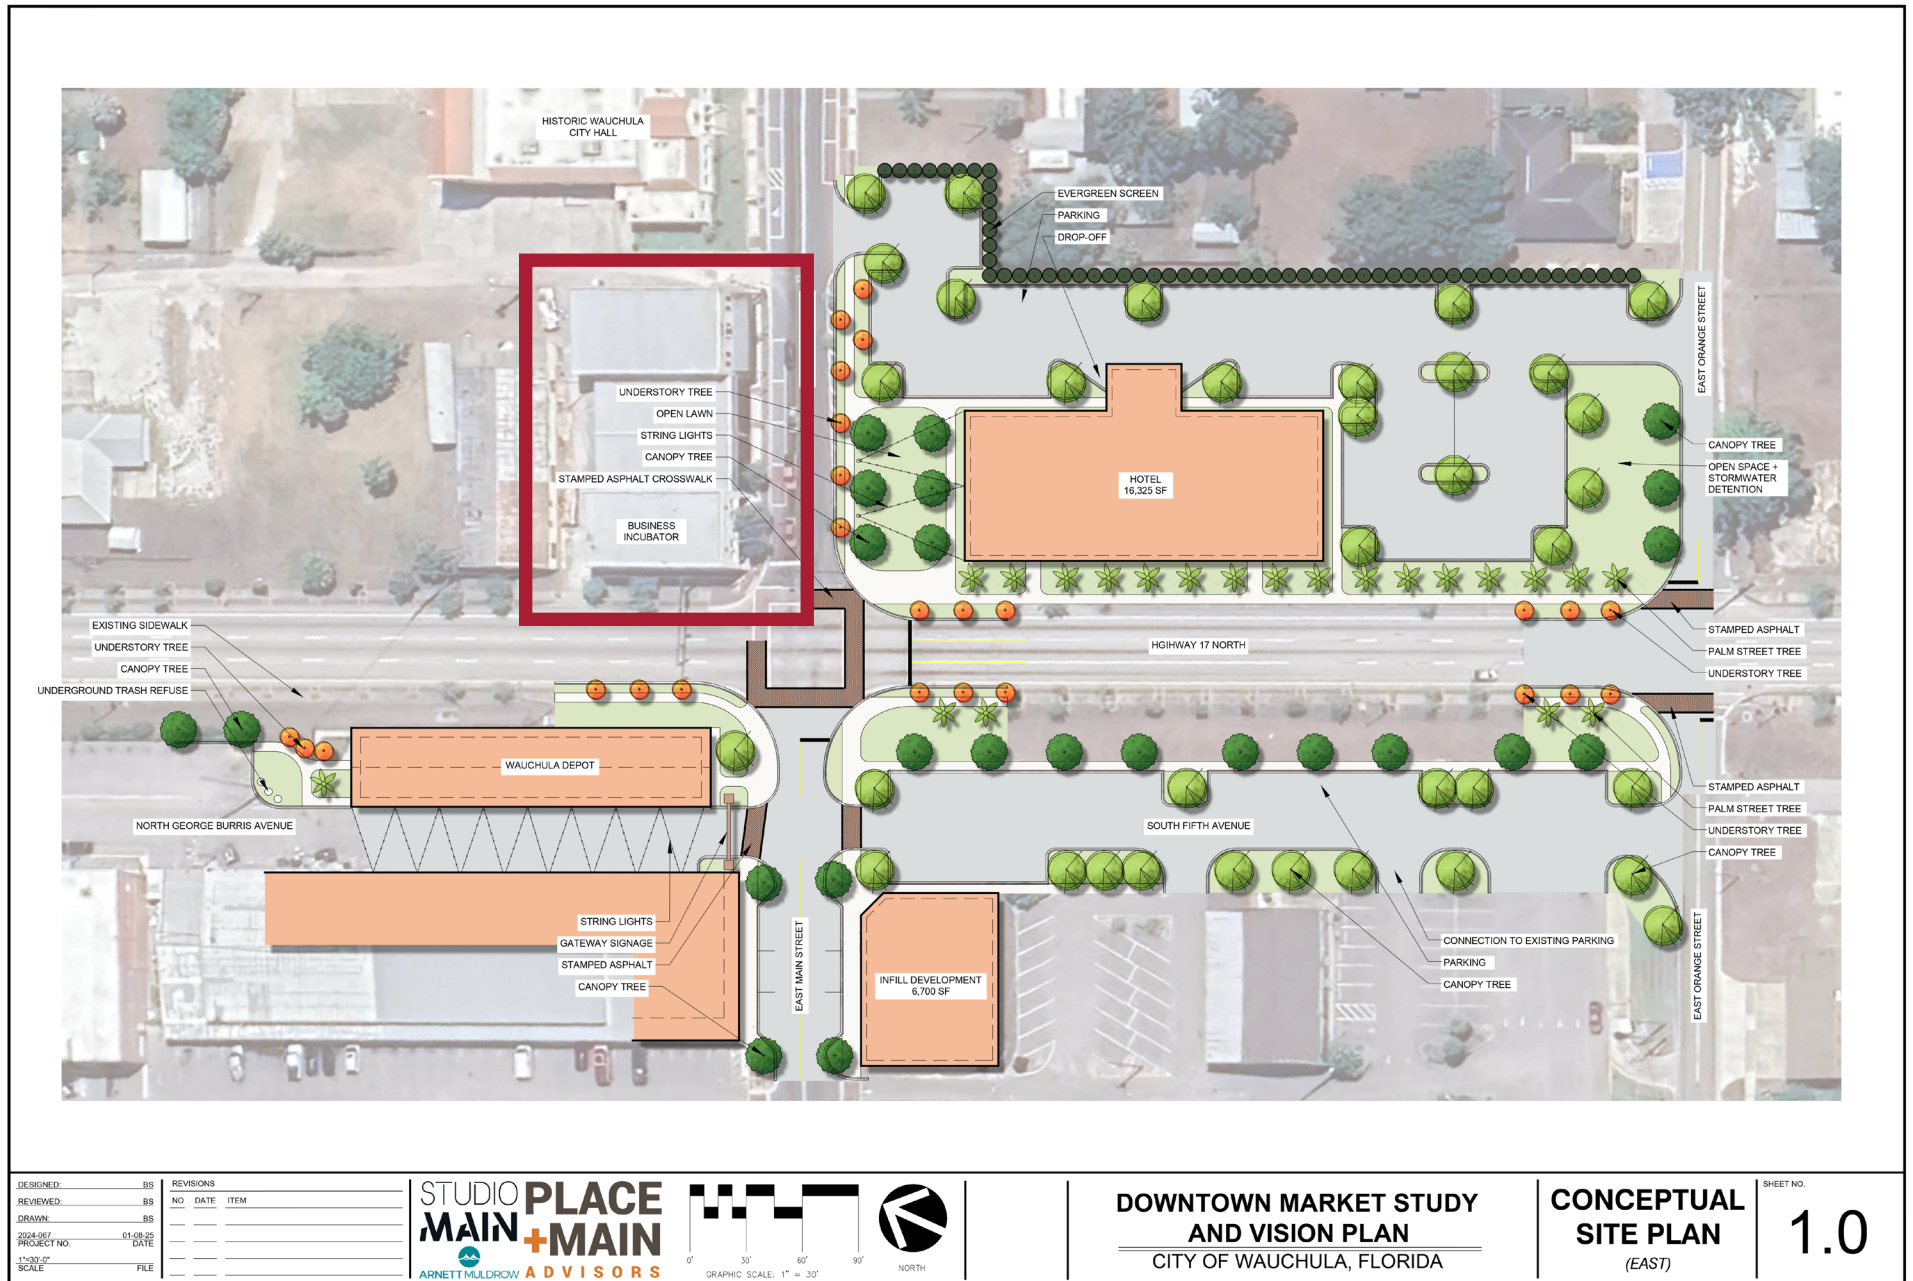 HISTORIC WAUCHULA
CITY HALL
EVERGREEN SCREEN
PARKING
DROP-OFF
EAST ORANGE STREET
UNDERSTORY TREE
OPEN LAWN
STRING LIGHTS
CANOPY TREE
STAMPED ASPHALT CROSSWALK
BUSINESS
INCUBATOR
HOTEL
16,325 SF
CANOPY TREE
OPEN SPACE +
STORMWATER
DETENTION
EXISTING SIDEWALK
UNDERSTORY TREE
CANOPY TREE
UNDERGROUND TRASH REFUSE
HGIHWAY 17 NORTH
STAMPED ASPHALT
PALM STREET TREE
UNDERSTORY TREE
WAUCHULA DEPOT
NORTH GEORGE BURRIS AVENUE
SOUTH FIFTH AVENUE
STAMPED ASPHALT
PALM STREET TREE
UNDERSTORY TREE
CANOPY TREE
STRING LIGHTS
GATEWAY SIGNAGE
STAMPED ASPHALT
CANOPY TREE
EAST MAIN STREET
INFILL DEVELOPMENT
6,700 SF
CONNECTION TO EXISTING PARKING
PARKING
CANOPY TREE
EAST ORANGE STREET
DESIGNED: BS
REVIEWED: BS
DRAWN: BS
2024-067 01-08-25
PROJECT NO. DATE
1"=30'-0"
SCALE FILE
REVISIONS
NO DATE ITEM
STUDIO
MAIN
ARNETT MULDROW
PLACE
+MAIN
ADVISORS
0' 30' 60' 90'
GRAPHIC SCALE: 1" = 30'
NORTH
DOWNTOWN MARKET STUDY
AND VISION PLAN
CITY OF WAUCHULA, FLORIDA
CONCEPTUAL
SITE PLAN
(EAST)
SHEET NO.
1.0